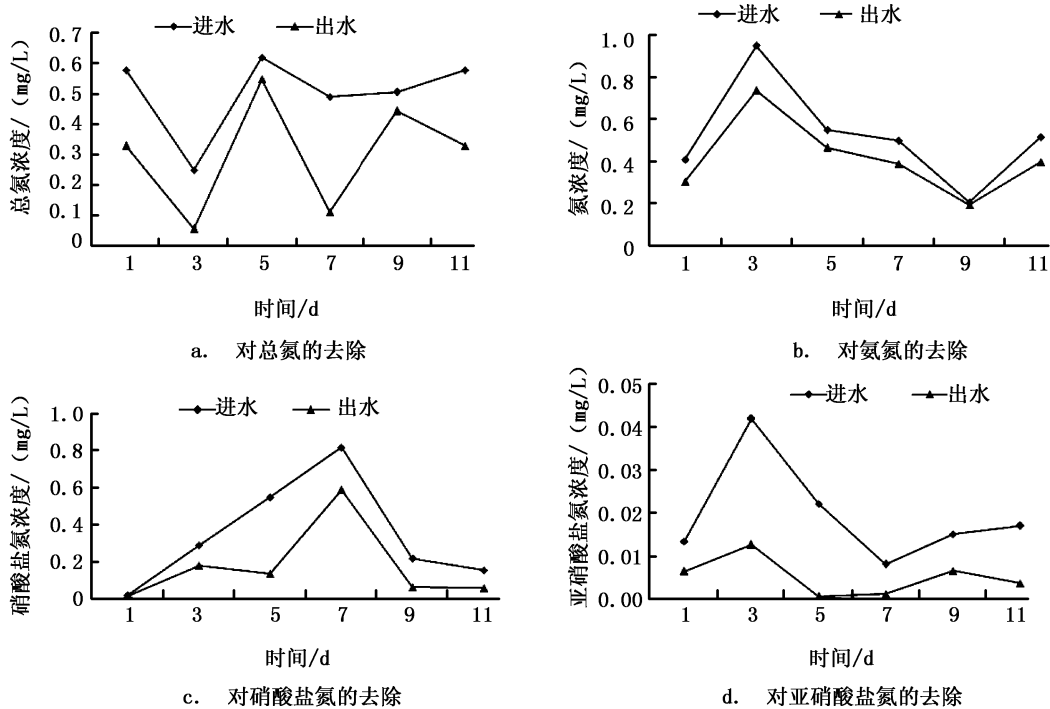 进水 出水
总氮浓度/(mg/L)
0.7
0.6
0.5
0.4
0.3
0.2
0.1
0
1 3 5 7 9 11
时间/d
a. 对总氮的去除
进水 出水
氮浓度/(mg/L)
1.0
0.8
0.6
0.4
0.2
0
1 3 5 7 9 11
时间/d
b. 对氨氮的去除
进水 出水
硝酸盐氮浓度/(mg/L)
1.0
0.8
0.6
0.4
0.2
0
1 3 5 7 9 11
时间/d
c. 对硝酸盐氮的去除
进水 出水
亚硝酸盐氮浓度/(mg/L)
0.05
0.04
0.03
0.02
0.01
0.00
1 3 5 7 9 11
时间/d
d. 对亚硝酸盐氮的去除